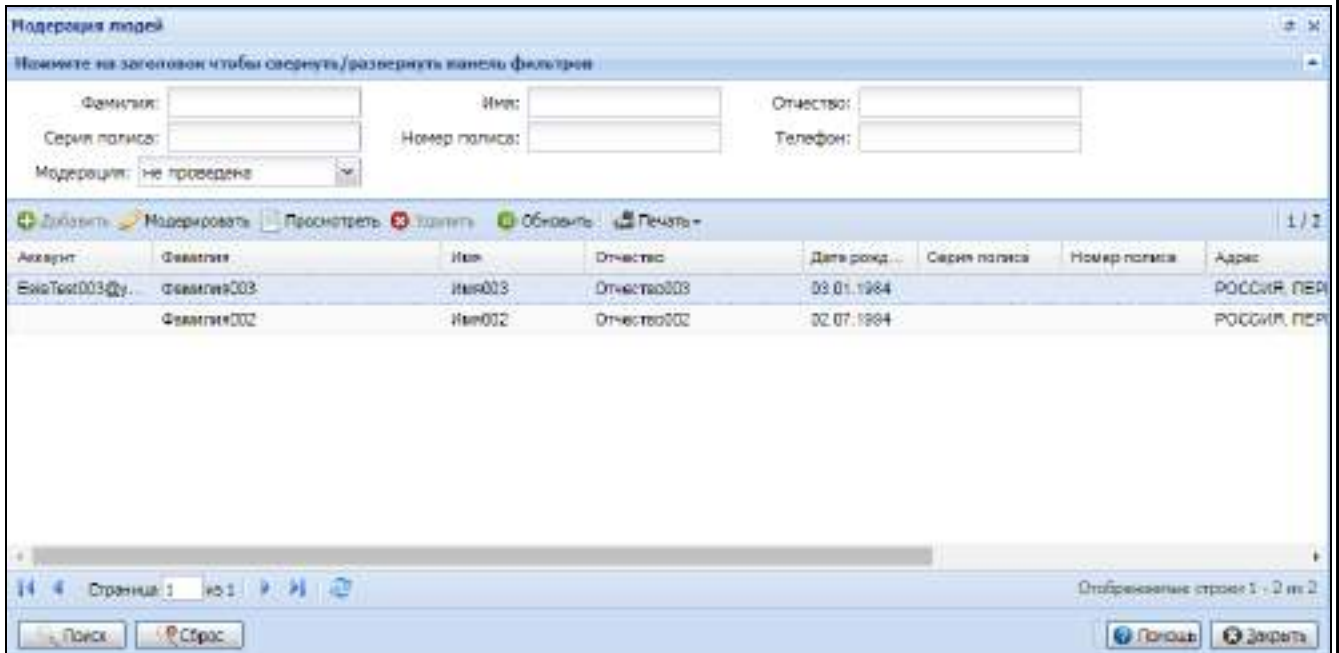 Модерация людей
Нажмите на заголовок чтобы свернуть/развернуть панель фильтров
Фамилия: Имя: Отчество:
Серия полиса: Номер полиса: Телефон:
Модерация: не проведена
Добавить Модерировать Просмотреть Удалить Обновить Печать 1 / 2
Аккаунт Фамилия Имя Отчество Дата рожд... Серия полиса Номер полиса Адрес
Фамилия003 Имя003 Отчество003 03.01.1984 РОССИЯ, ПЕР
Фамилия002 Имя002 Отчество002 02.07.1984 РОССИЯ, ПЕР
Страница 1 из 1 Отображаемые строки 1 - 2 из 2
Поиск Сброс Помощь Закрыть